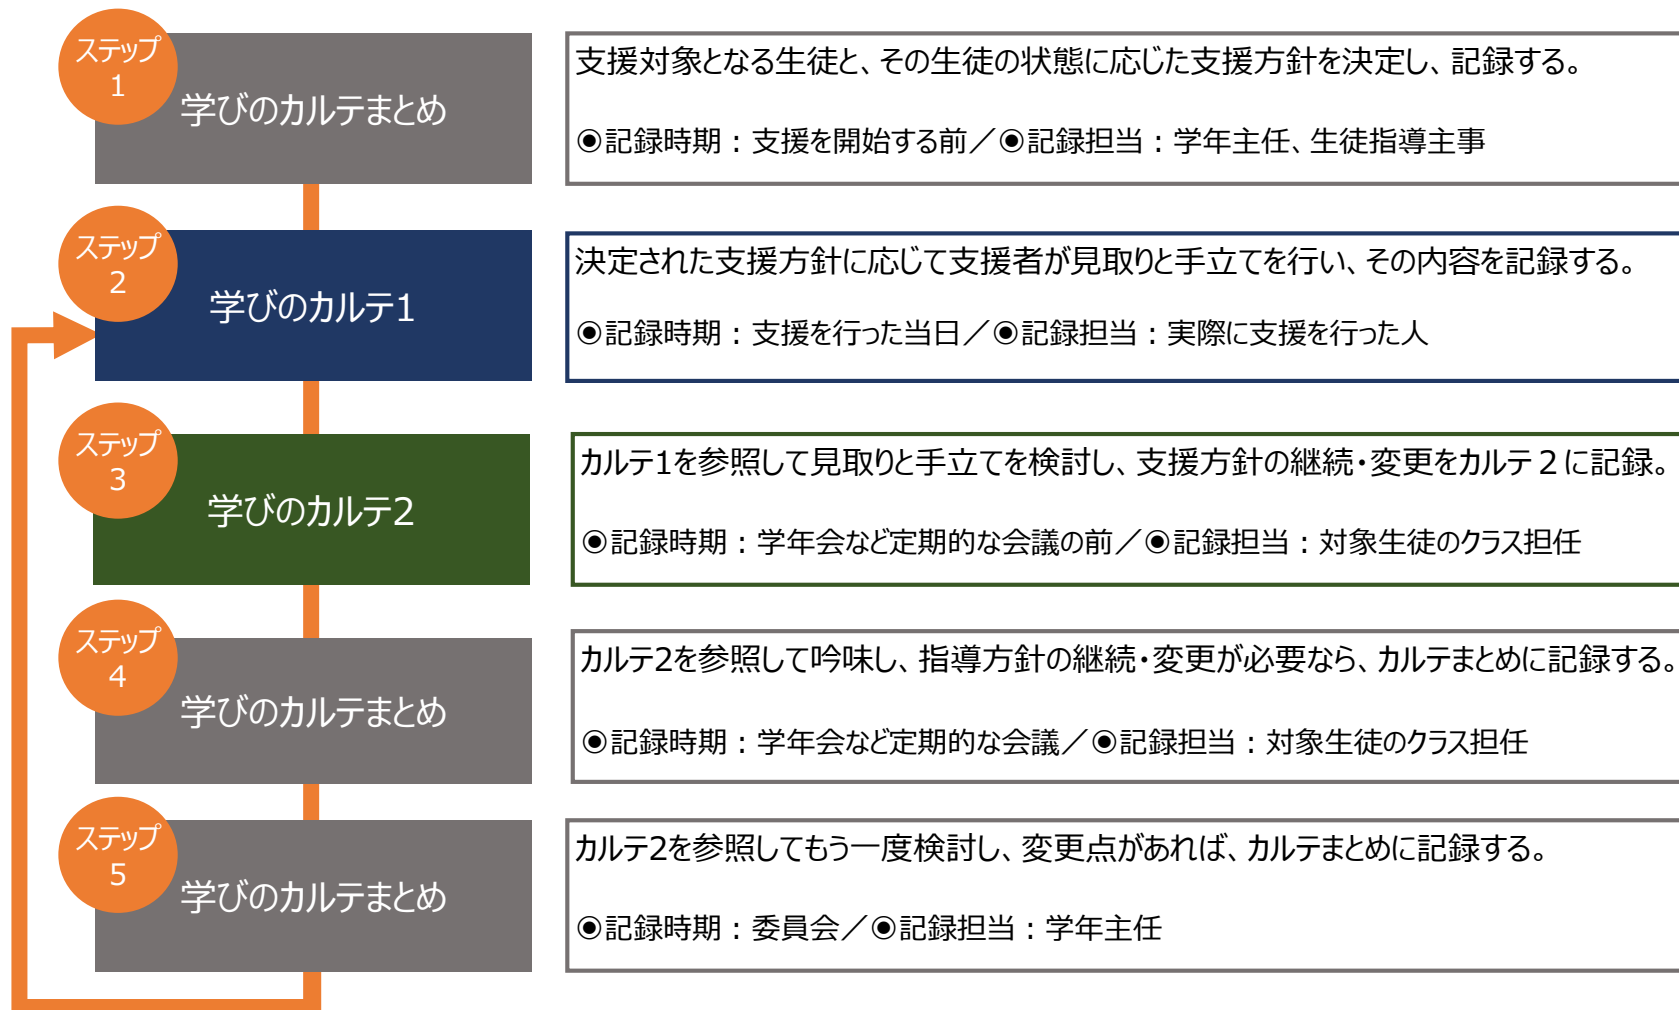 ステップ
1
学びのカルテまとめ
支援対象となる生徒と、その生徒の状態に応じた支援方針を決定し、記録する。
◉記録時期：支援を開始する前／◉記録担当：学年主任、生徒指導主事
ステップ
2
学びのカルテ1
決定された支援方針に応じて支援者が見取りと手立てを行い、その内容を記録する。
◉記録時期：支援を行った当日／◉記録担当：実際に支援を行った人
ステップ
3
学びのカルテ2
カルテ1を参照して見取りと手立てを検討し、支援方針の継続・変更をカルテ２に記録。
◉記録時期：学年会など定期的な会議の前／◉記録担当：対象生徒のクラス担任
ステップ
4
学びのカルテまとめ
カルテ2を参照して吟味し、指導方針の継続・変更が必要なら、カルテまとめに記録する。
◉記録時期：学年会など定期的な会議／◉記録担当：対象生徒のクラス担任
ステップ
5
学びのカルテまとめ
カルテ2を参照してもう一度検討し、変更点があれば、カルテまとめに記録する。
◉記録時期：委員会／◉記録担当：学年主任